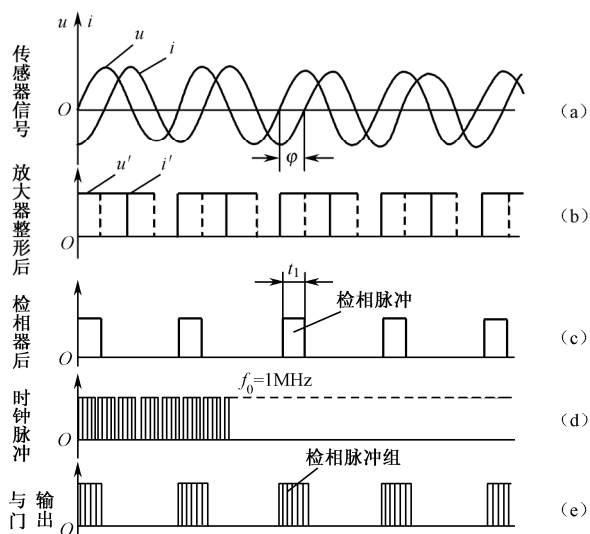 u i
u
i
传感器信号
O
φ
(a)
u′
i′
放大器整形后
O
(b)
t₁
检相脉冲
检相器后
O
(c)
f₀=1MHz
时钟脉冲
O
(d)
检相脉冲组
与门输出
O
(e)